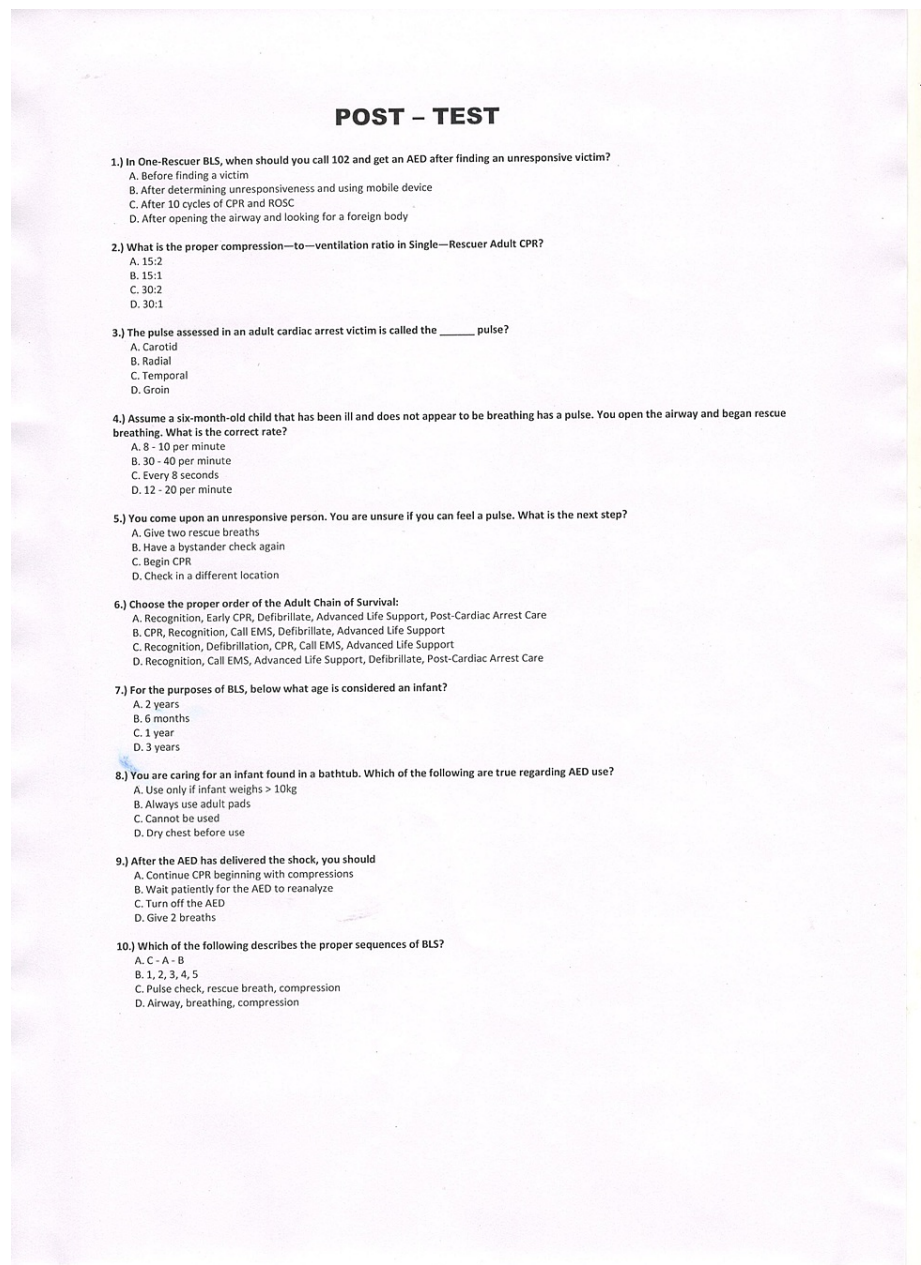 POST – TEST
1.) In One-Rescuer BLS, when should you call 102 and get an AED after finding an unresponsive victim?
A. Before finding a victim
B. After determining unresponsiveness and using mobile device
C. After 10 cycles of CPR and ROSC
D. After opening the airway and looking for a foreign body
2.) What is the proper compression—to—ventilation ratio in Single—Rescuer Adult CPR?
A. 15:2
B. 15:1
C. 30:2
D. 30:1
3.) The pulse assessed in an adult cardiac arrest victim is called the ______ pulse?
A. Carotid
B. Radial
C. Temporal
D. Groin
4.) Assume a six-month-old child that has been ill and does not appear to be breathing has a pulse. You open the airway and began rescue
breathing. What is the correct rate?
A. 8 - 10 per minute
B. 30 - 40 per minute
C. Every 8 seconds
D. 12 - 20 per minute
5.) You come upon an unresponsive person. You are unsure if you can feel a pulse. What is the next step?
A. Give two rescue breaths
B. Have a bystander check again
C. Begin CPR
D. Check in a different location
6.) Choose the proper order of the Adult Chain of Survival:
A. Recognition, Early CPR, Defibrillate, Advanced Life Support, Post-Cardiac Arrest Care
B. CPR, Recognition, Call EMS, Defibrillate, Advanced Life Support
C. Recognition, Defibrillation, CPR, Call EMS, Advanced Life Support
D. Recognition, Call EMS, Advanced Life Support, Defibrillate, Post-Cardiac Arrest Care
7.) For the purposes of BLS, below what age is considered an infant?
A. 2 years
B. 6 months
C. 1 year
D. 3 years
8.) You are caring for an infant found in a bathtub. Which of the following are true regarding AED use?
A. Use only if infant weighs > 10kg
B. Always use adult pads
C. Cannot be used
D. Dry chest before use
9.) After the AED has delivered the shock, you should
A. Continue CPR beginning with compressions
B. Wait patiently for the AED to reanalyze
C. Turn off the AED
D. Give 2 breaths
10.) Which of the following describes the proper sequences of BLS?
A. C - A - B
B. 1, 2, 3, 4, 5
C. Pulse check, rescue breath, compression
D. Airway, breathing, compression